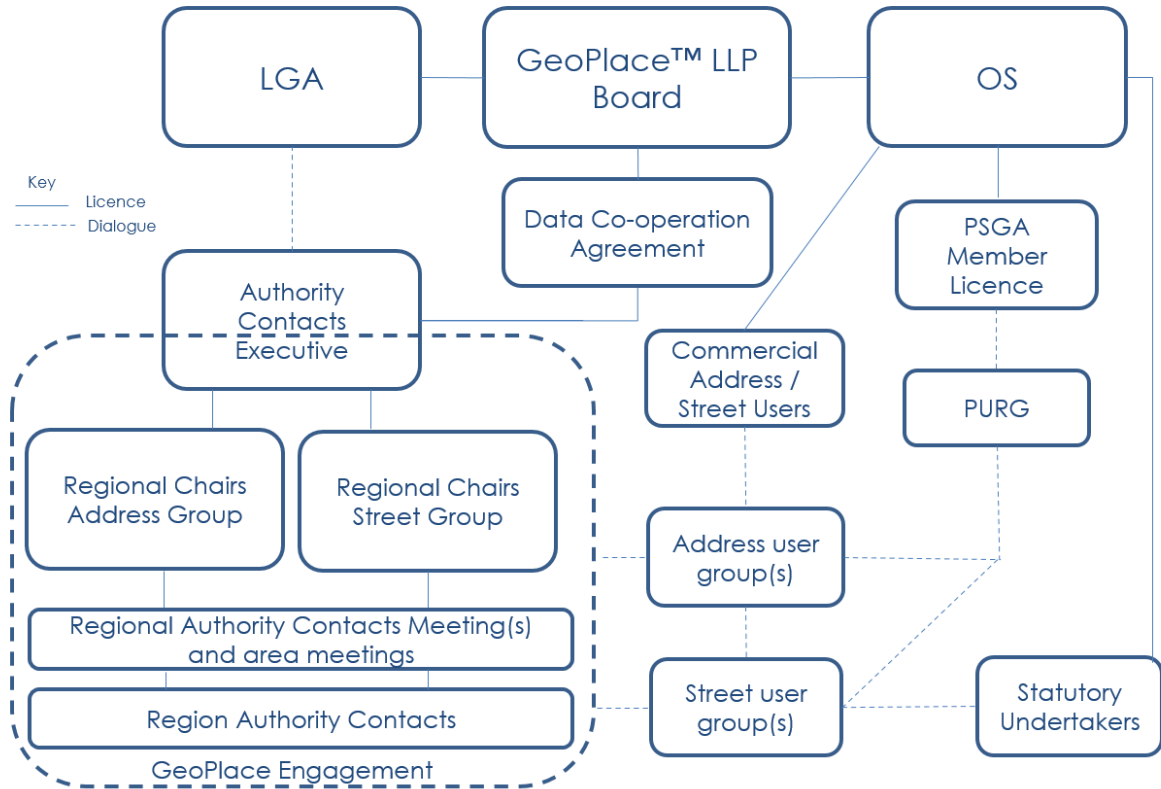 LGA
GeoPlace™ LLP
Board
OS
Key
Licence
Dialogue
Data Co-operation
Agreement
PSGA
Member
Licence
Authority
Contacts
Executive
Commercial
Address /
Street Users
PURG
Regional Chairs
Address Group
Regional Chairs
Street Group
Address user
group(s)
Regional Authority Contacts Meeting(s)
and area meetings
Region Authority Contacts
Street user
group(s)
Statutory
Undertakers
GeoPlace Engagement